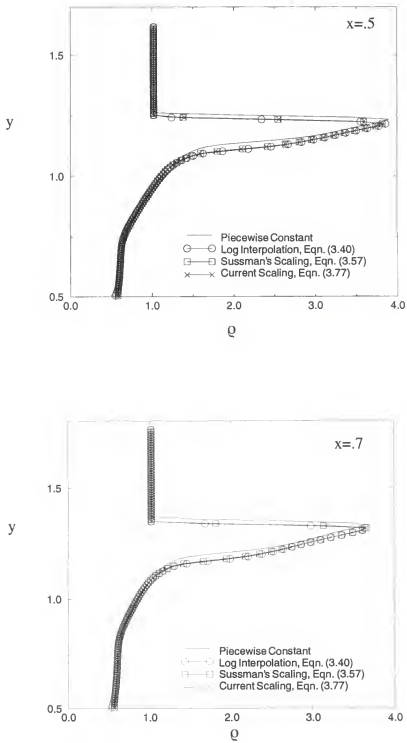 x=.5
1.5
y
1.0
Piecewise Constant
Log Interpolation, Eqn. (3.40)
Sussman's Scaling, Eqn. (3.57)
Current Scaling, Eqn. (3.77)
0.5
0.0 1.0 2.0 3.0 4.0
ρ
x=.7
1.5
y
1.0
Piecewise Constant
Log Interpolation, Eqn. (3.40)
Sussman's Scaling, Eqn. (3.57)
Current Scaling, Eqn. (3.77)
0.5
0.0 1.0 2.0 3.0 4.0
ρ